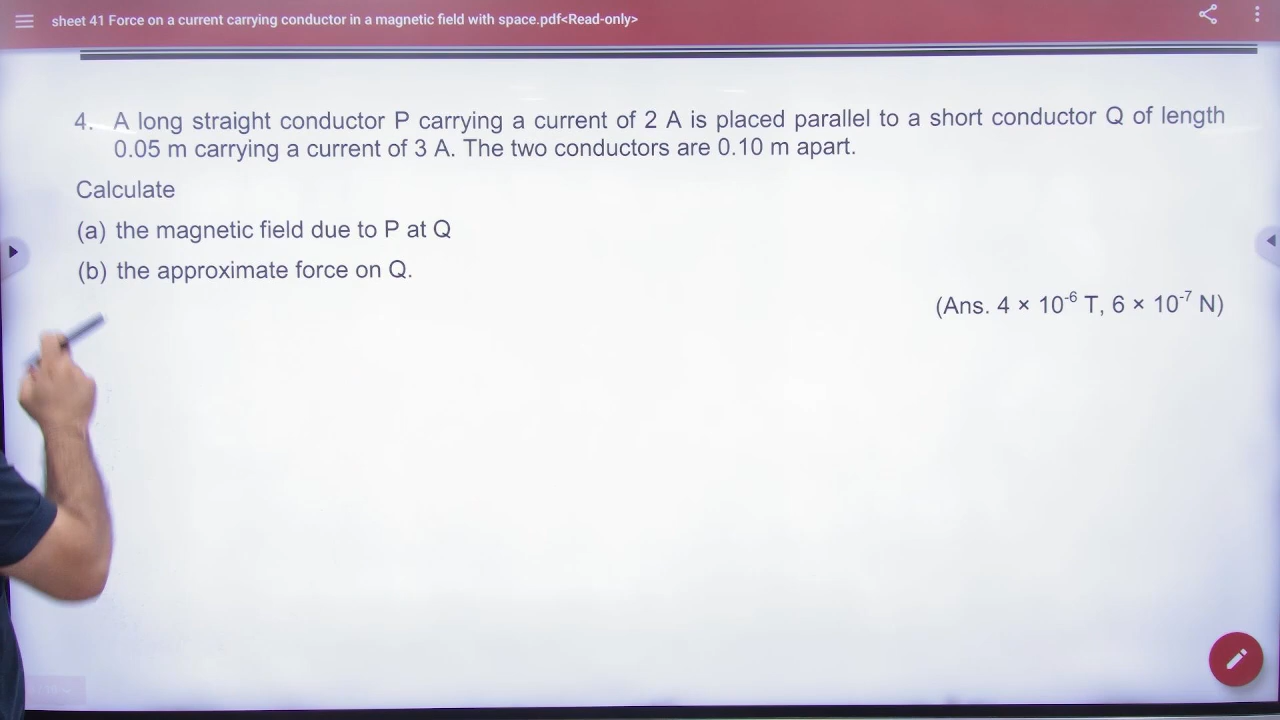 sheet 41 Force on a current carrying conductor in a magnetic field with space.pdf<Read-only>
4. A long straight conductor P carrying a current of 2 A is placed parallel to a short conductor Q of length
0.05 m carrying a current of 3 A. The two conductors are 0.10 m apart.
Calculate
(a) the magnetic field due to P at Q
(b) the approximate force on Q.
(Ans. 4 × 10⁻⁶ T, 6 × 10⁻⁷ N)